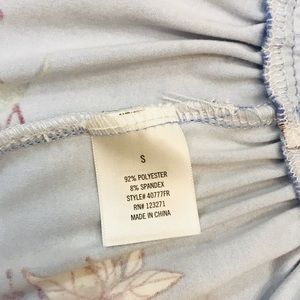 S
92% POLYESTER
8% SPANDEX
STYLE# 40777FR
RN# 123271
MADE IN CHINA